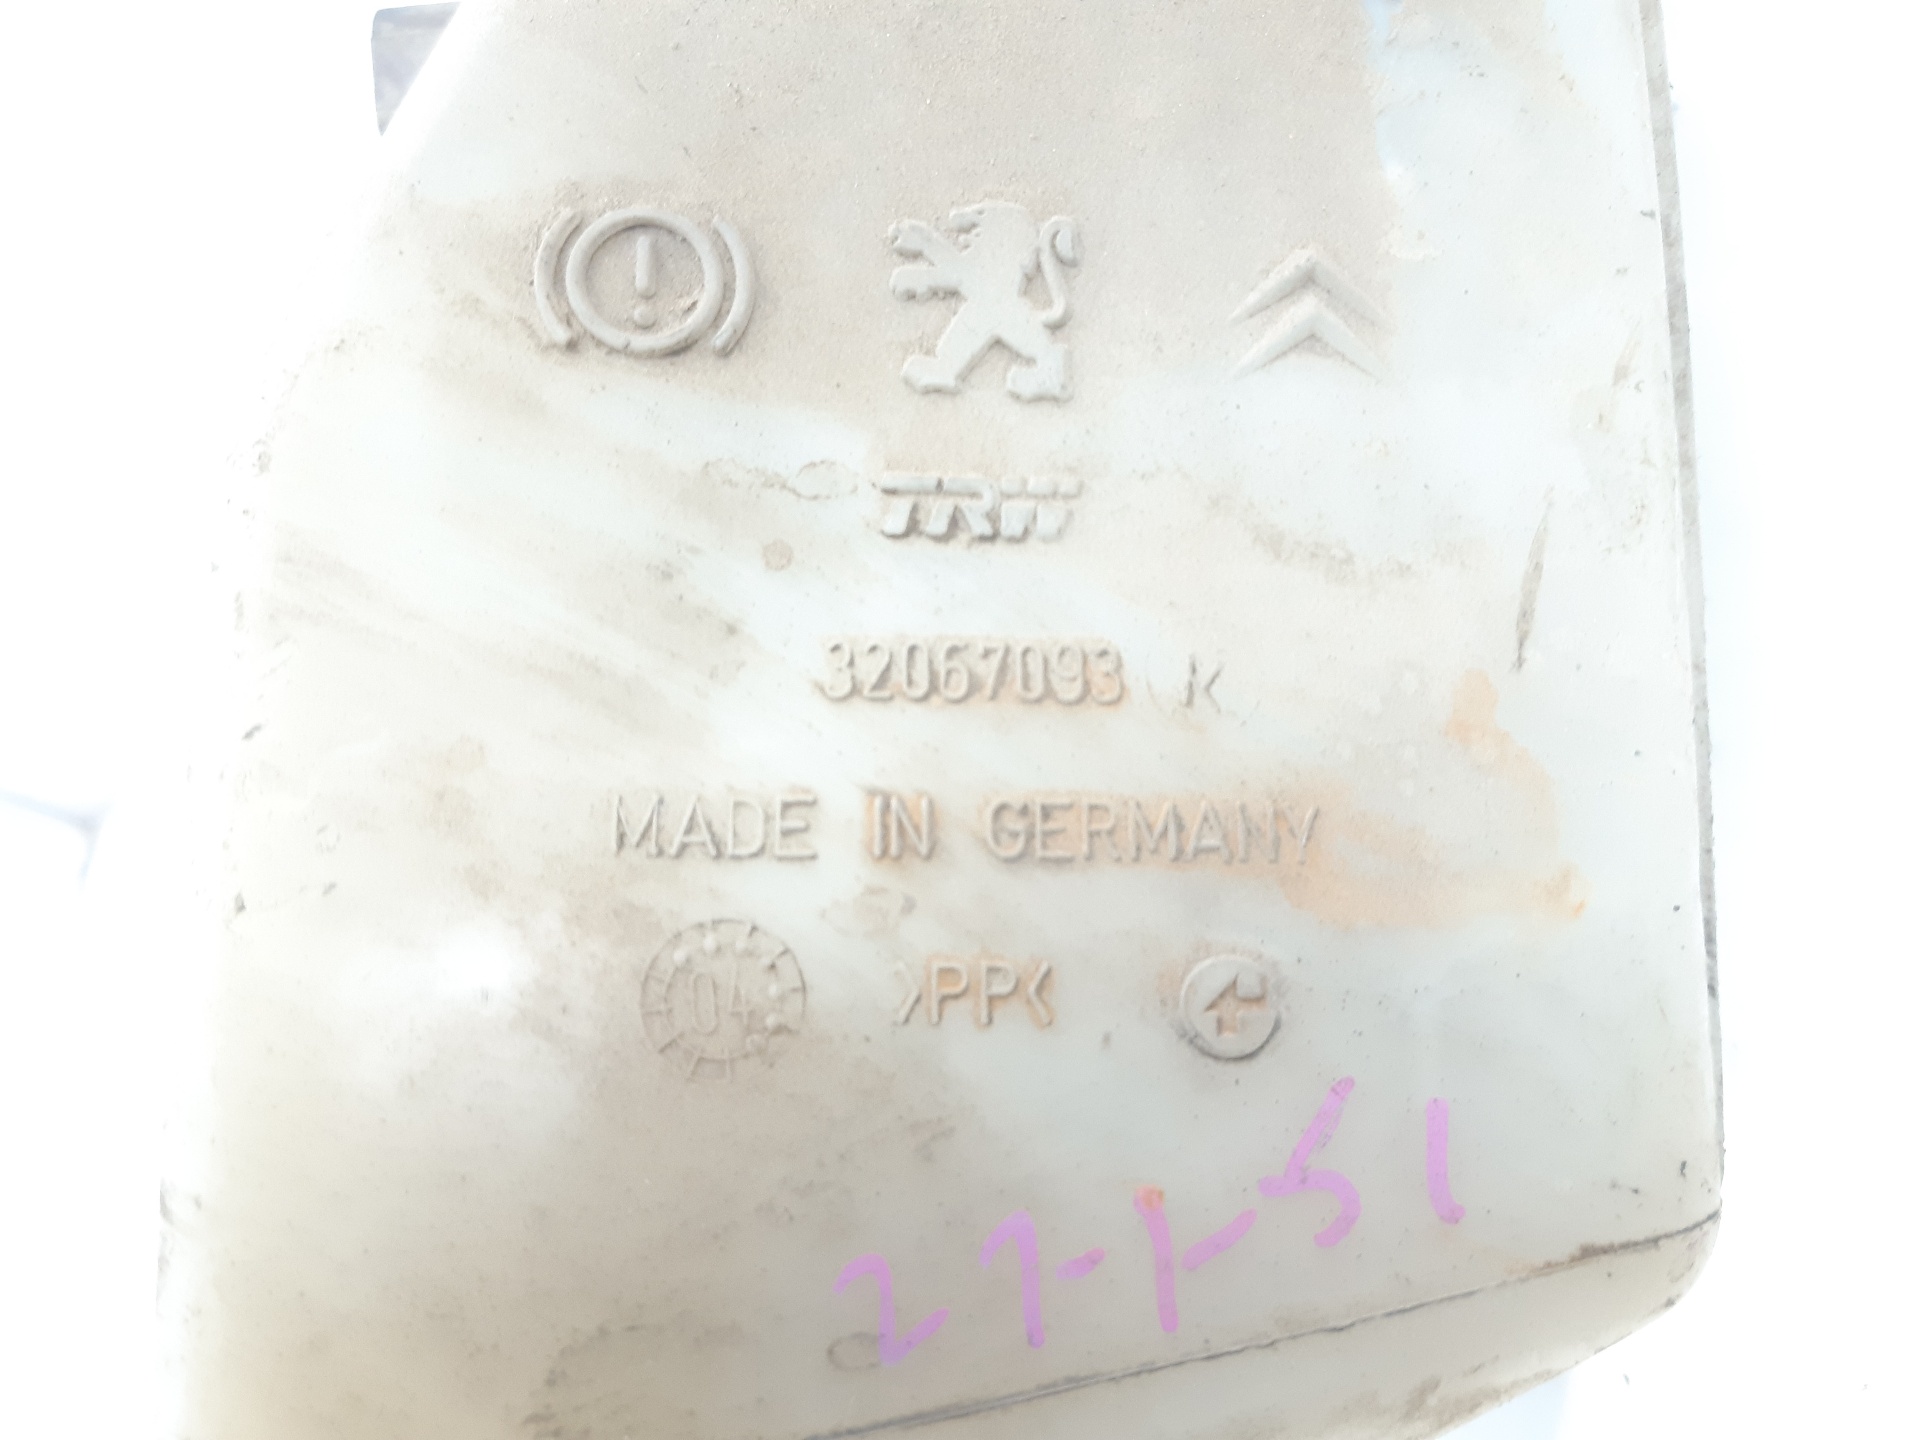 TRW
32067093 K
MADE IN GERMANY
04 >PP<
27-1-51